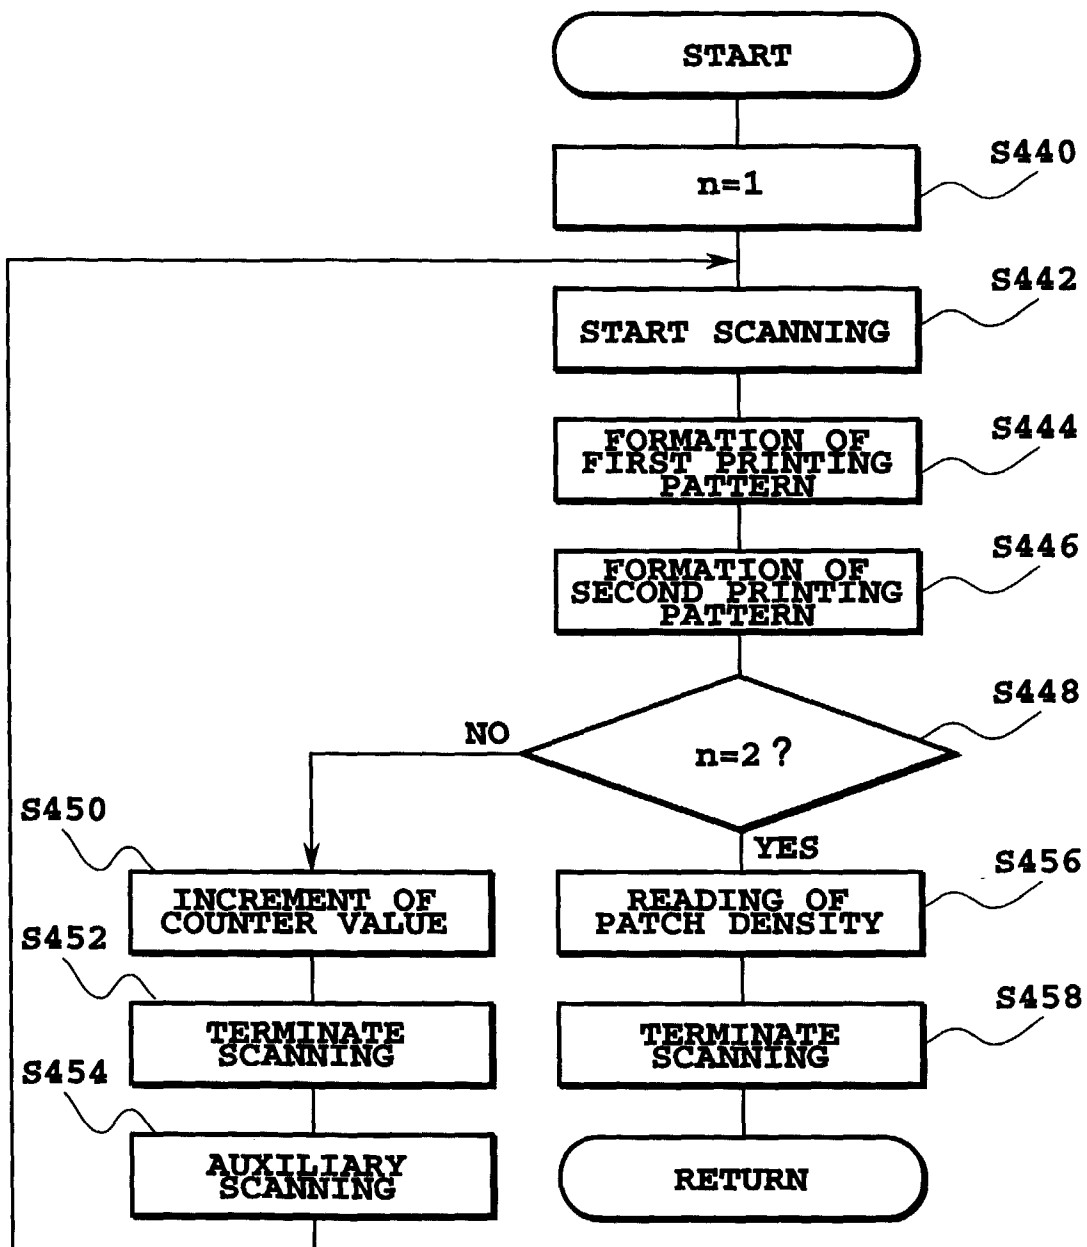 START
S440
n=1
S442
START SCANNING
S444
FORMATION OF
FIRST PRINTING
PATTERN
S446
FORMATION OF
SECOND PRINTING
PATTERN
S448
NO
n=2?
S450
YES
S456
INCREMENT OF
COUNTER VALUE
READING OF
PATCH DENSITY
S452
S458
TERMINATE
SCANNING
TERMINATE
SCANNING
S454
AUXILIARY
SCANNING
RETURN